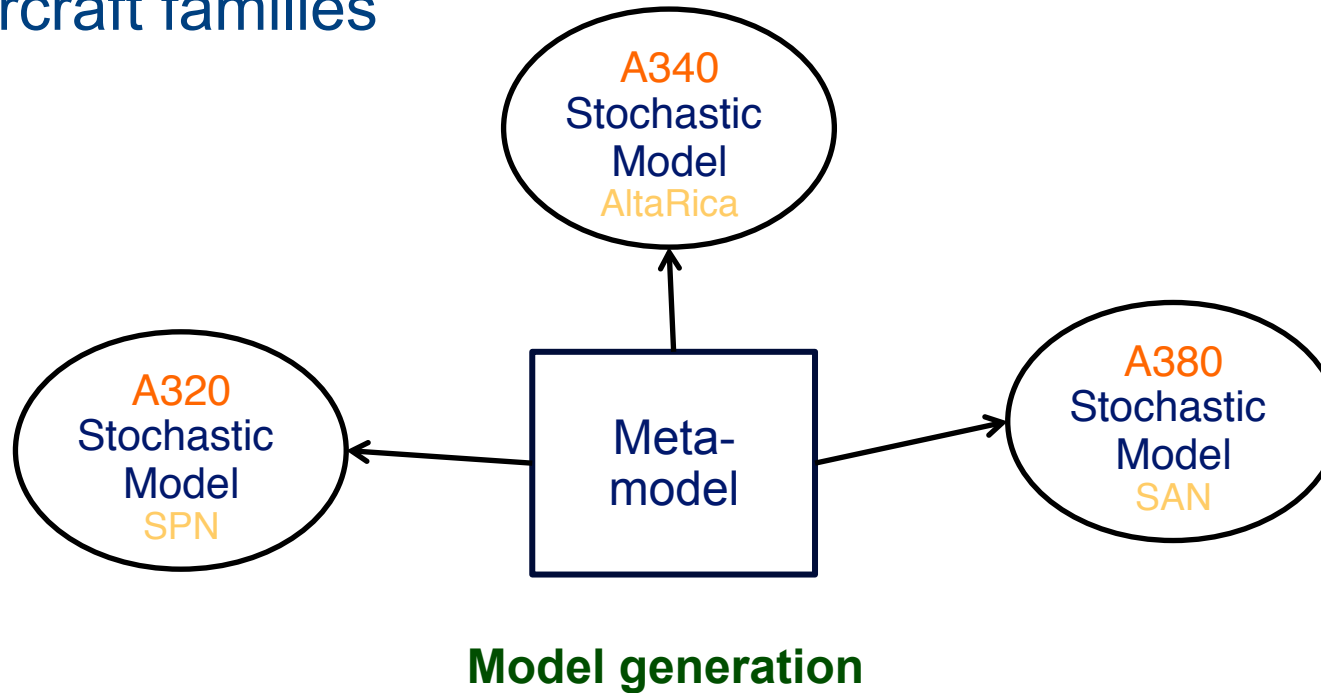 rcraft families
A340
Stochastic
Model
AltaRica
A320
Stochastic
Model
SPN
Meta-
model
A380
Stochastic
Model
SAN
Model generation